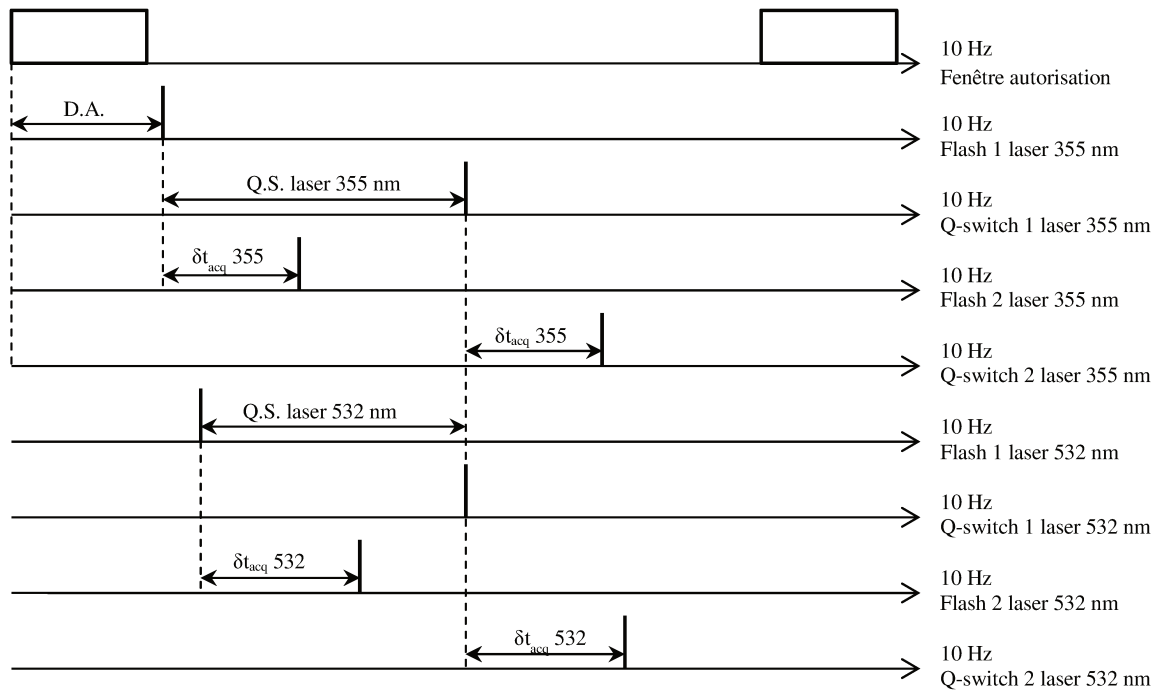 10 Hz
Fenêtre autorisation
D.A.
10 Hz
Flash 1 laser 355 nm
Q.S. laser 355 nm
10 Hz
Q-switch 1 laser 355 nm
δtacq 355
10 Hz
Flash 2 laser 355 nm
δtacq 355
10 Hz
Q-switch 2 laser 355 nm
Q.S. laser 532 nm
10 Hz
Flash 1 laser 532 nm
10 Hz
Q-switch 1 laser 532 nm
δtacq 532
10 Hz
Flash 2 laser 532 nm
δtacq 532
10 Hz
Q-switch 2 laser 532 nm